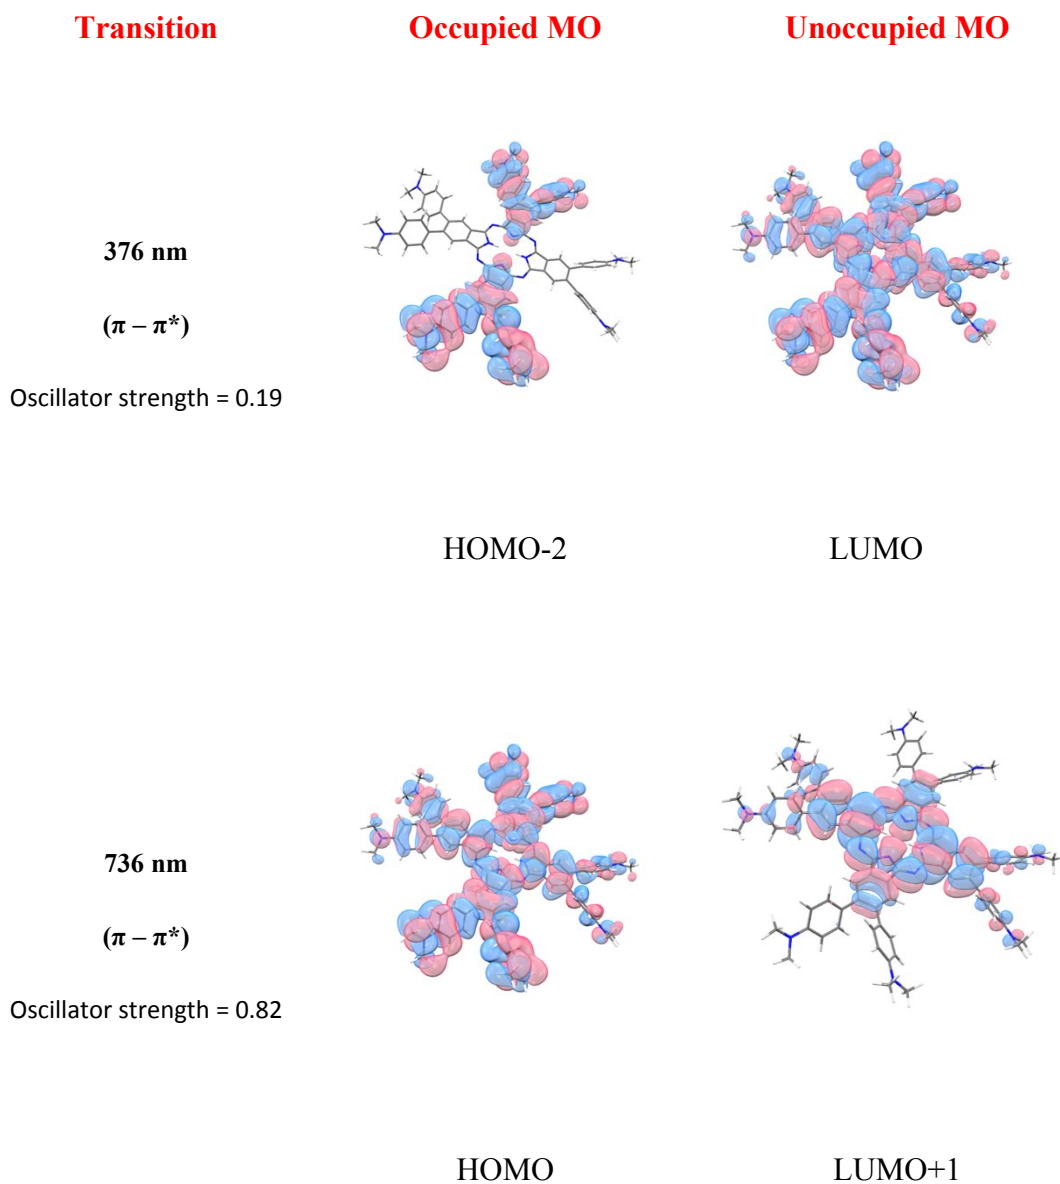 Transition Occupied MO Unoccupied MO
376 nm
(π – π*)
Oscillator strength = 0.19
HOMO-2 LUMO
736 nm
(π – π*)
Oscillator strength = 0.82
HOMO LUMO+1